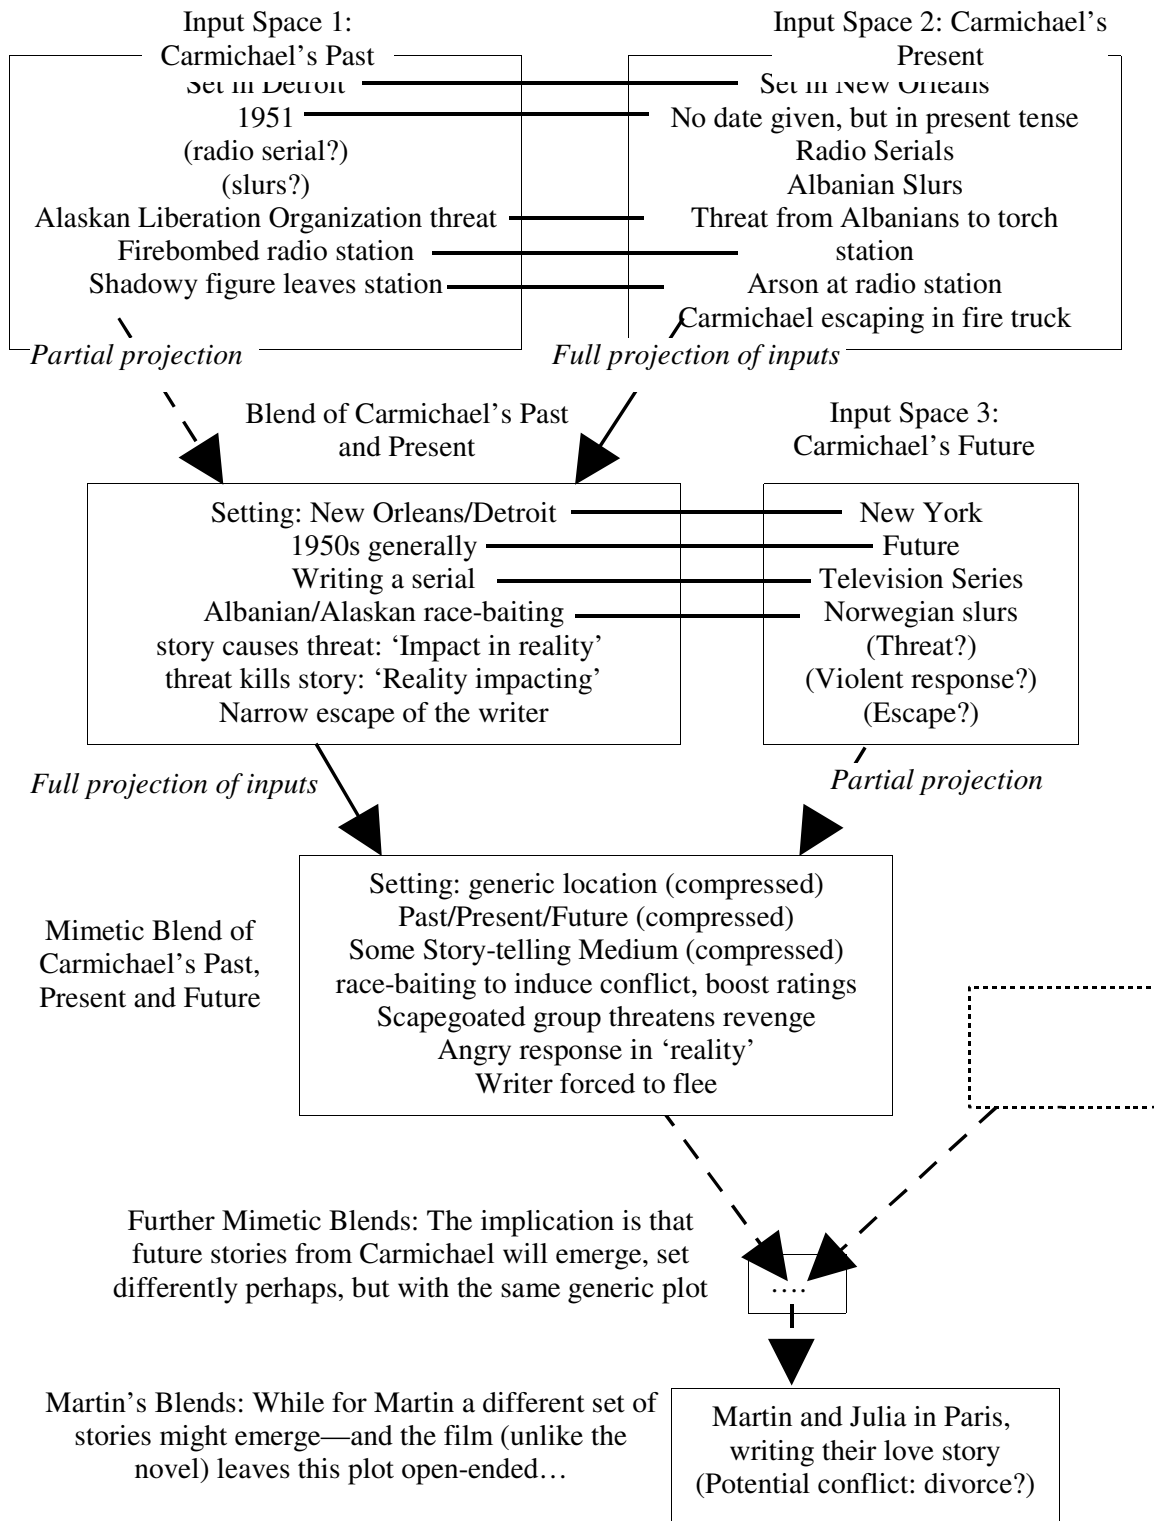 Input Space 1:
Carmichael’s Past
Set in Detroit
1951
(radio serial?)
(slurs?)
Alaskan Liberation Organization threat
Firebombed radio station
Shadowy figure leaves station
Input Space 2: Carmichael’s
Present
Set in New Orleans
No date given, but in present tense
Radio Serials
Albanian Slurs
Threat from Albanians to torch
station
Arson at radio station
Carmichael escaping in fire truck
Partial projection
Full projection of inputs
Blend of Carmichael’s Past
and Present
Setting: New Orleans/Detroit
1950s generally
Writing a serial
Albanian/Alaskan race-baiting
story causes threat: ‘Impact in reality’
threat kills story: ‘Reality impacting’
Narrow escape of the writer
Input Space 3:
Carmichael’s Future
New York
Future
Television Series
Norwegian slurs
(Threat?)
(Violent response?)
(Escape?)
Full projection of inputs
Partial projection
Mimetic Blend of
Carmichael’s Past,
Present and Future
Setting: generic location (compressed)
Past/Present/Future (compressed)
Some Story-telling Medium (compressed)
race-baiting to induce conflict, boost ratings
Scapegoated group threatens revenge
Angry response in ‘reality’
Writer forced to flee
Further Mimetic Blends: The implication is that
future stories from Carmichael will emerge, set
differently perhaps, but with the same generic plot
....
Martin’s Blends: While for Martin a different set of
stories might emerge—and the film (unlike the
novel) leaves this plot open-ended…
Martin and Julia in Paris,
writing their love story
(Potential conflict: divorce?)